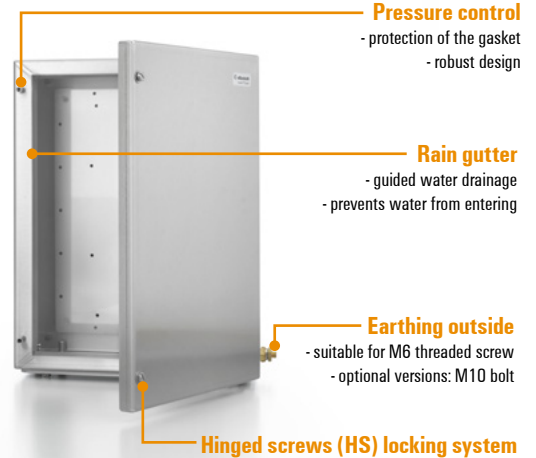 Pressure control
- protection of the gasket
- robust design
Rain gutter
- guided water drainage
- prevents water from entering
Earthing outside
- suitable for M6 threaded screw
- optional versions: M10 bolt
Hinged screws (HS) locking system